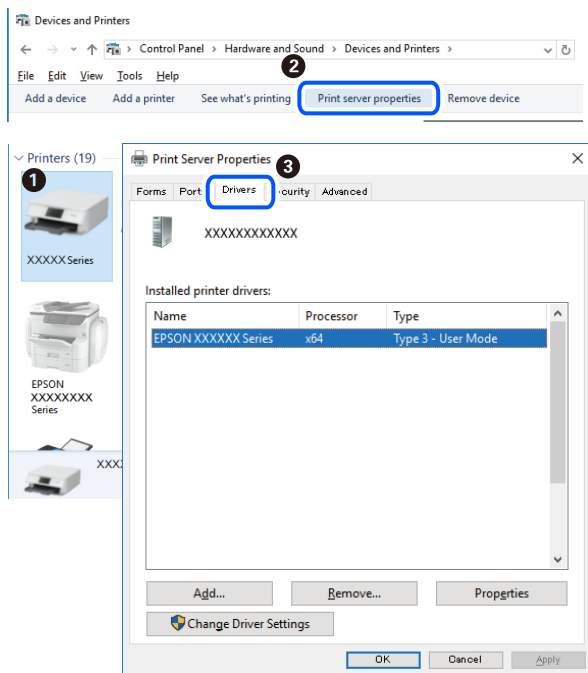 Devices and Printers
Control Panel > Hardware and Sound > Devices and Printers >
2
File Edit View Tools Help
Add a device Add a printer See what's printing Print server properties Remove device
Printers (19)
1
XXXXX Series
EPSON
XXXXXXXX
Series
XXX
Print Server Properties
3
Forms Port Drivers curity Advanced
XXXXXXXXXXXX
Installed printer drivers:
Name Processor Type
EPSON XXXXXX Series x64 Type 3 - User Mode
Add... Remove... Properties
Change Driver Settings
OK Cancel Apply